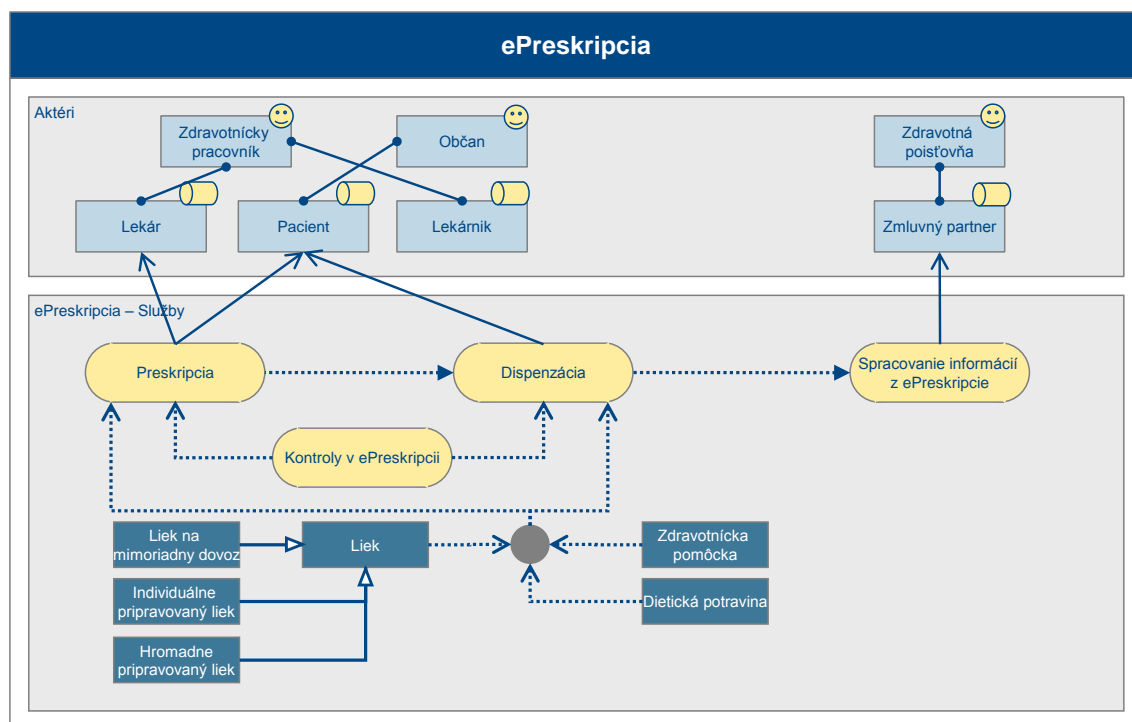 ePreskripcia
Aktéri
Zdravotnícky
pracovník
Občan
Zdravotná
poisťovňa
Lekár
Pacient
Lekárnik
Zmluvný partner
ePreskripcia – Služby
Preskripcia
Dispenzácia
Spracovanie informácií
z ePreskripcie
Kontroly v ePreskripcii
Liek na
mimoriadny dovoz
Liek
Zdravotnícka
pomôcka
Individuálne
pripravovaný liek
Dietická potravina
Hromadne
pripravovaný liek